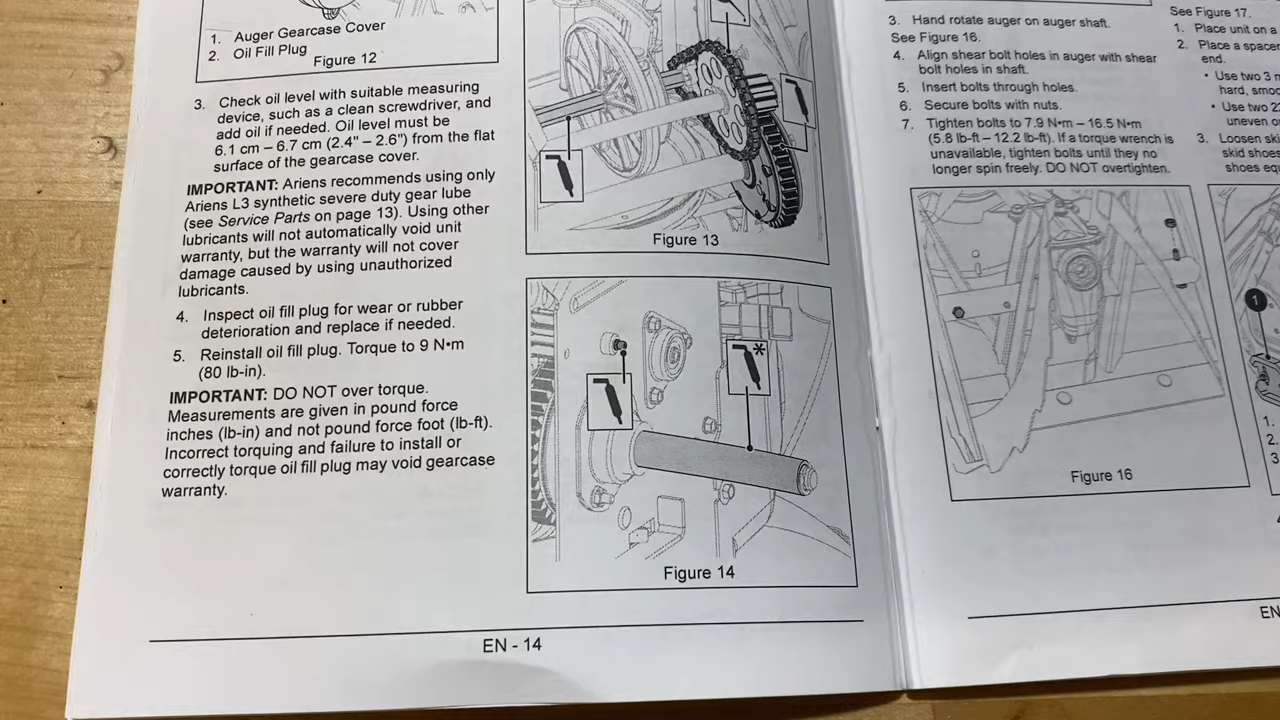 1. Auger Gearcase Cover
2. Oil Fill Plug
Figure 12
3. Check oil level with suitable measuring
device, such as a clean screwdriver, and
add oil if needed. Oil level must be
6.1 cm – 6.7 cm (2.4" – 2.6") from the flat
surface of the gearcase cover.
IMPORTANT: Ariens recommends using only
Ariens L3 synthetic severe duty gear lube
(see Service Parts on page 13). Using other
lubricants will not automatically void unit
warranty, but the warranty will not cover
damage caused by using unauthorized
lubricants.
4. Inspect oil fill plug for wear or rubber
deterioration and replace if needed.
5. Reinstall oil fill plug. Torque to 9 N•m
(80 lb-in).
IMPORTANT: DO NOT over torque.
Measurements are given in pound force
inches (lb-in) and not pound force foot (lb-ft).
Incorrect torquing and failure to install or
correctly torque oil fill plug may void gearcase
warranty.
Figure 13
*
Figure 14
EN - 14
3. Hand rotate auger on auger shaft.
See Figure 16.
4. Align shear bolt holes in auger with shear
bolt holes in shaft.
5. Insert bolts through holes.
6. Secure bolts with nuts.
7. Tighten bolts to 7.9 N•m – 16.5 N•m
(5.8 lb-ft – 12.2 lb-ft). If a torque wrench is
unavailable, tighten bolts until they no
longer spin freely. DO NOT overtighten.
Figure 16
See Figure 17.
1. Place unit on a
2. Place a spacer
end.
• Use two 3
hard,
• Use two
uneven
3. Loosen
skid shoes
shoes
1
1.
2.
3.
EN